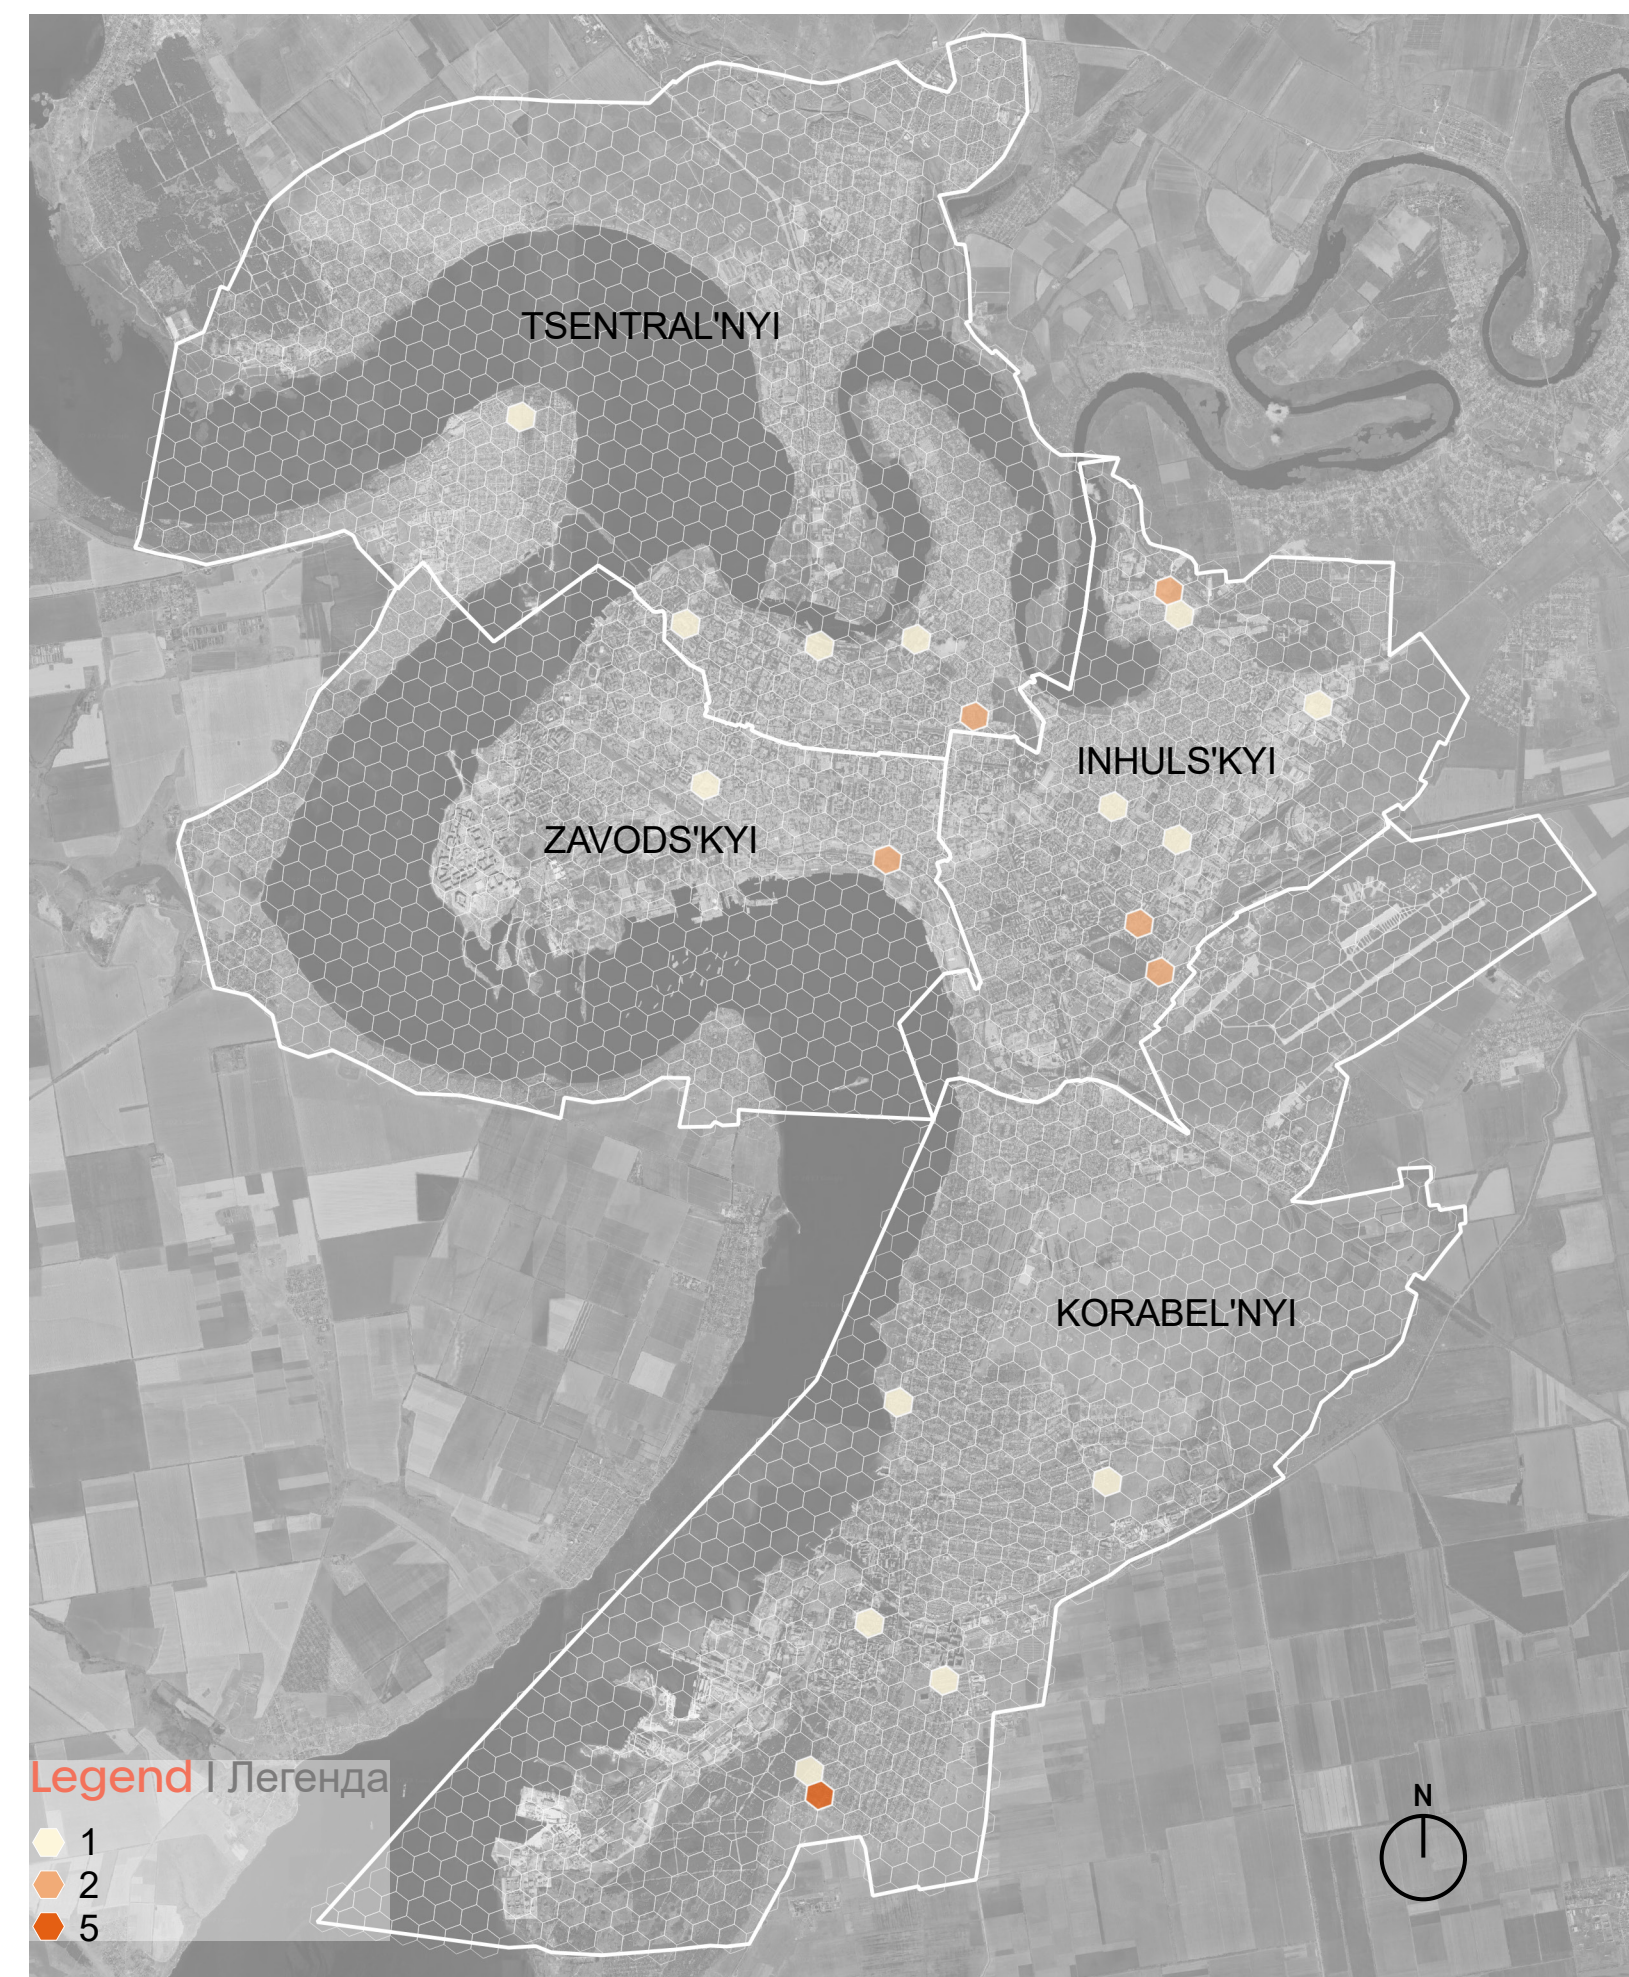 TSENTRAL'NYI
INHULS'KYI
ZAVODS'KYI
KORABEL'NYI
Legend | Легенда
1
2
5
N